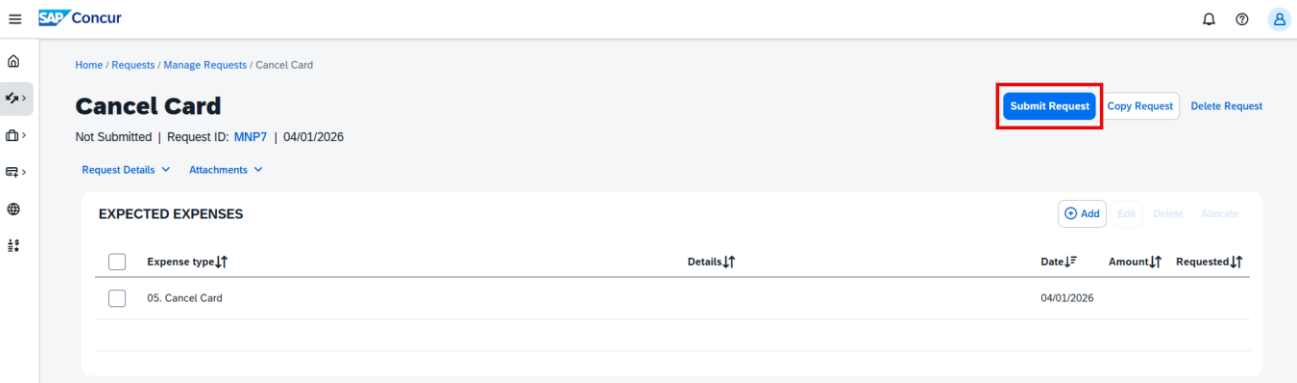 SAP Concur
Home / Requests / Manage Requests / Cancel Card
Cancel Card
Submit Request Copy Request Delete Request
Not Submitted | Request ID: MNP7 | 04/01/2026
Request Details Attachments
EXPECTED EXPENSES
Add Edit Delete Allocate
Expense type Details Date Amount Requested
05. Cancel Card 04/01/2026